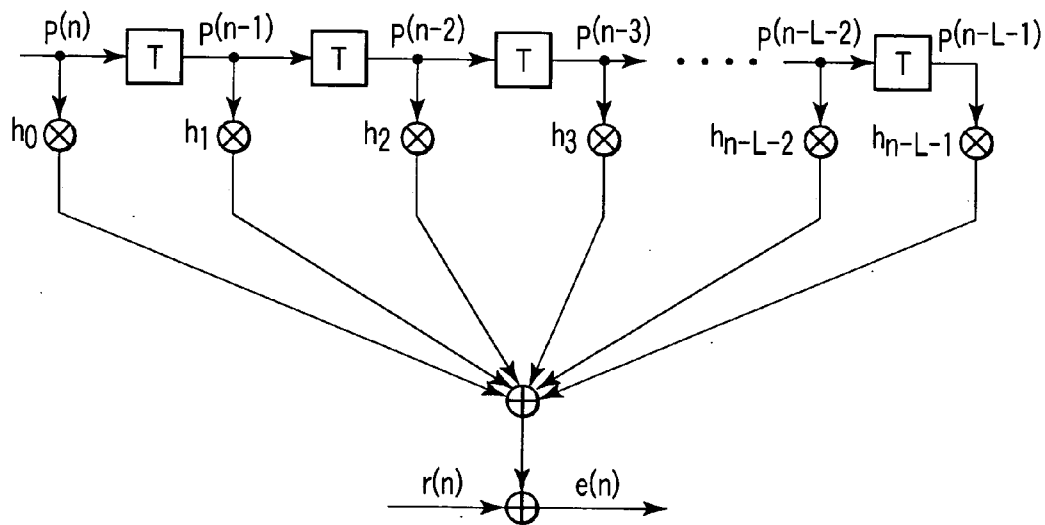 p(n) p(n-1) p(n-2) p(n-3) p(n-L-2) p(n-L-1)
T T T T
h0 h1 h2 h3 hn-L-2 hn-L-1
r(n) e(n)